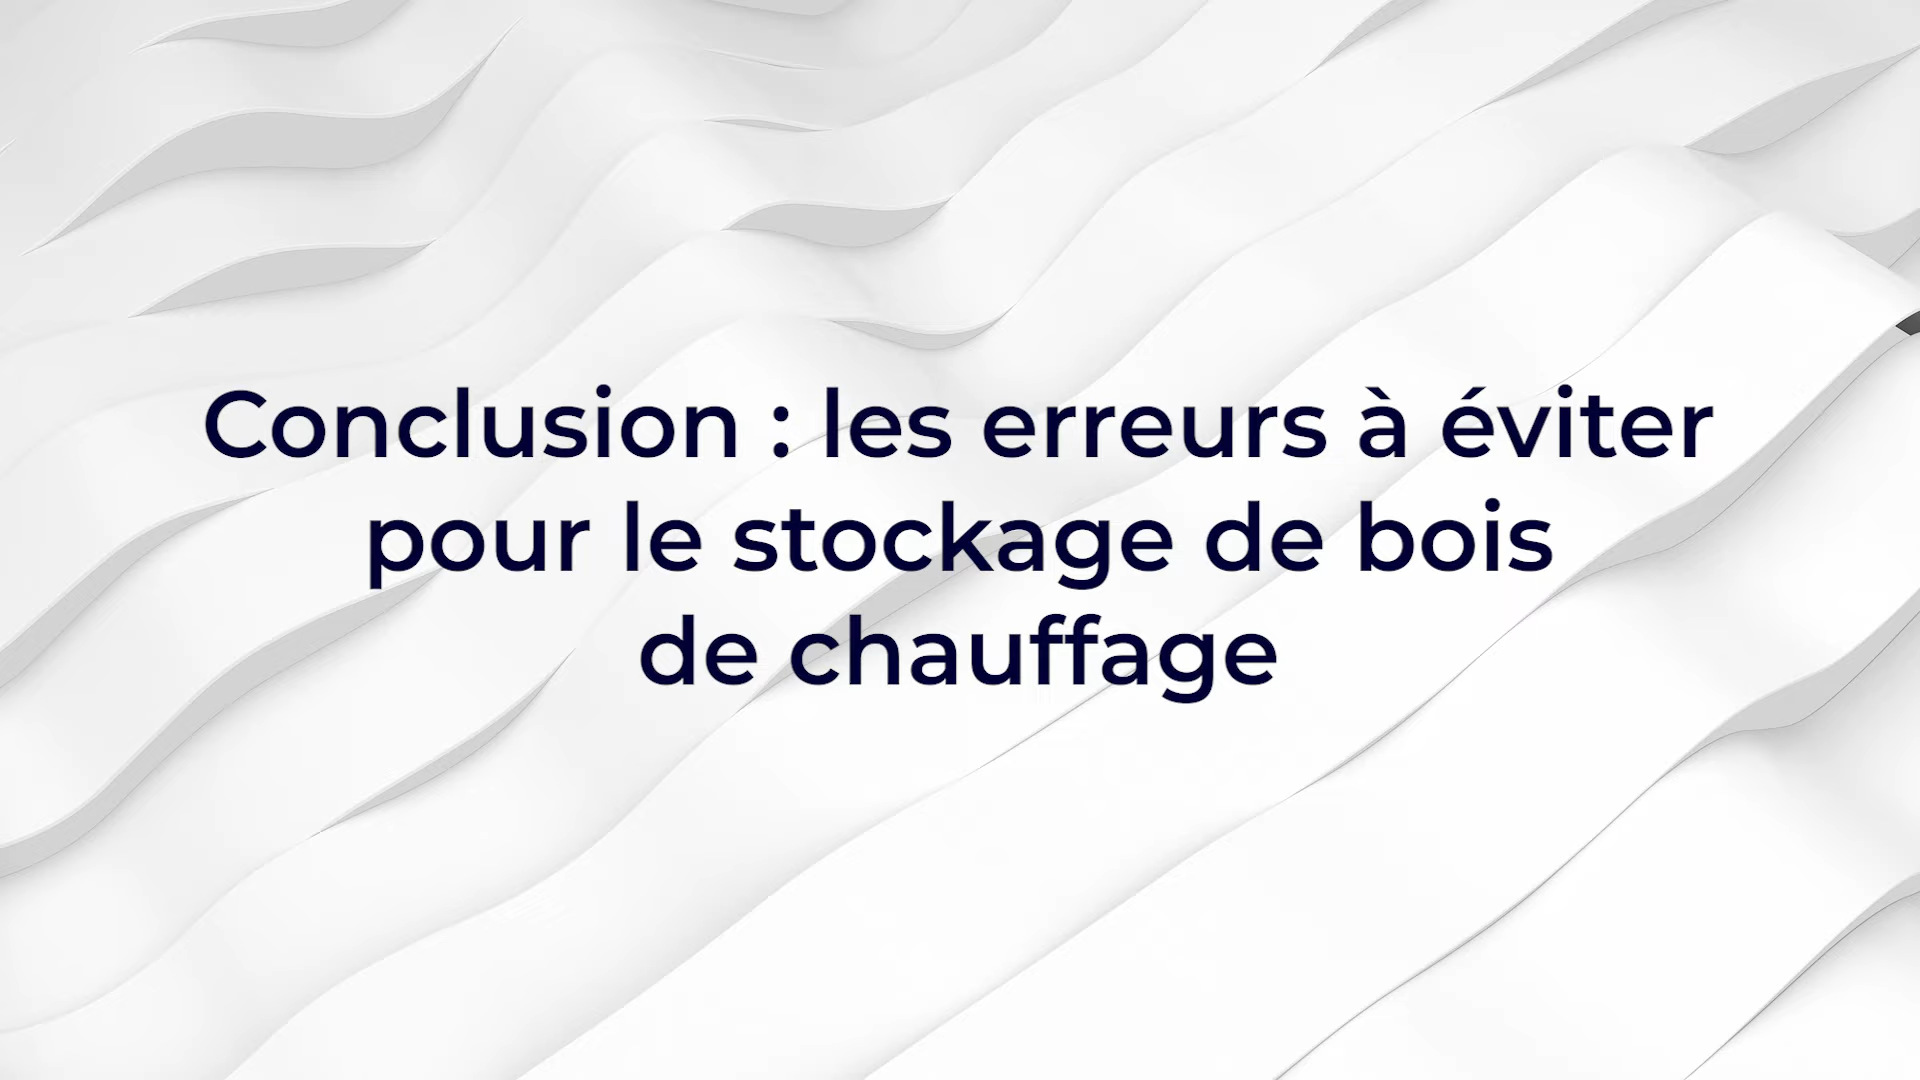 Conclusion : les erreurs à éviter
pour le stockage de bois
de chauffage